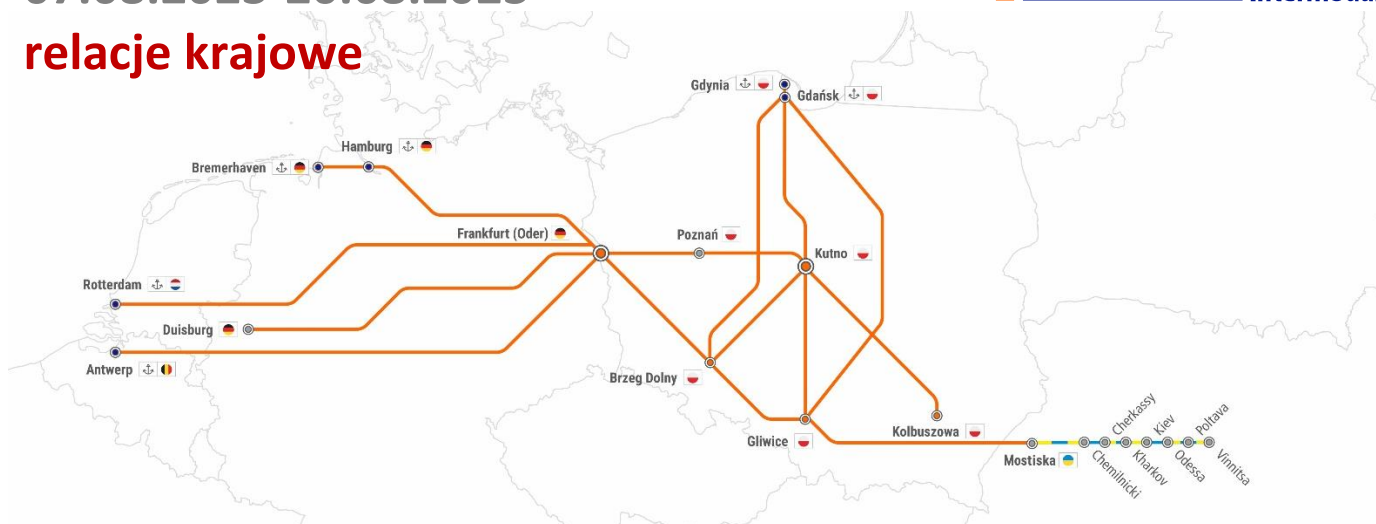 relacje krajowe
Gdynia
Gdańsk
Hamburg
Bremerhaven
Frankfurt (Oder)
Poznań
Kutno
Rotterdam
Duisburg
Antwerp
Brzeg Dolny
Gliwice
Kolbuszowa
Mostiska
Chemilnicki
Cherkassy
Kharkov
Kiev
Odessa
Poltava
Vinnitsa